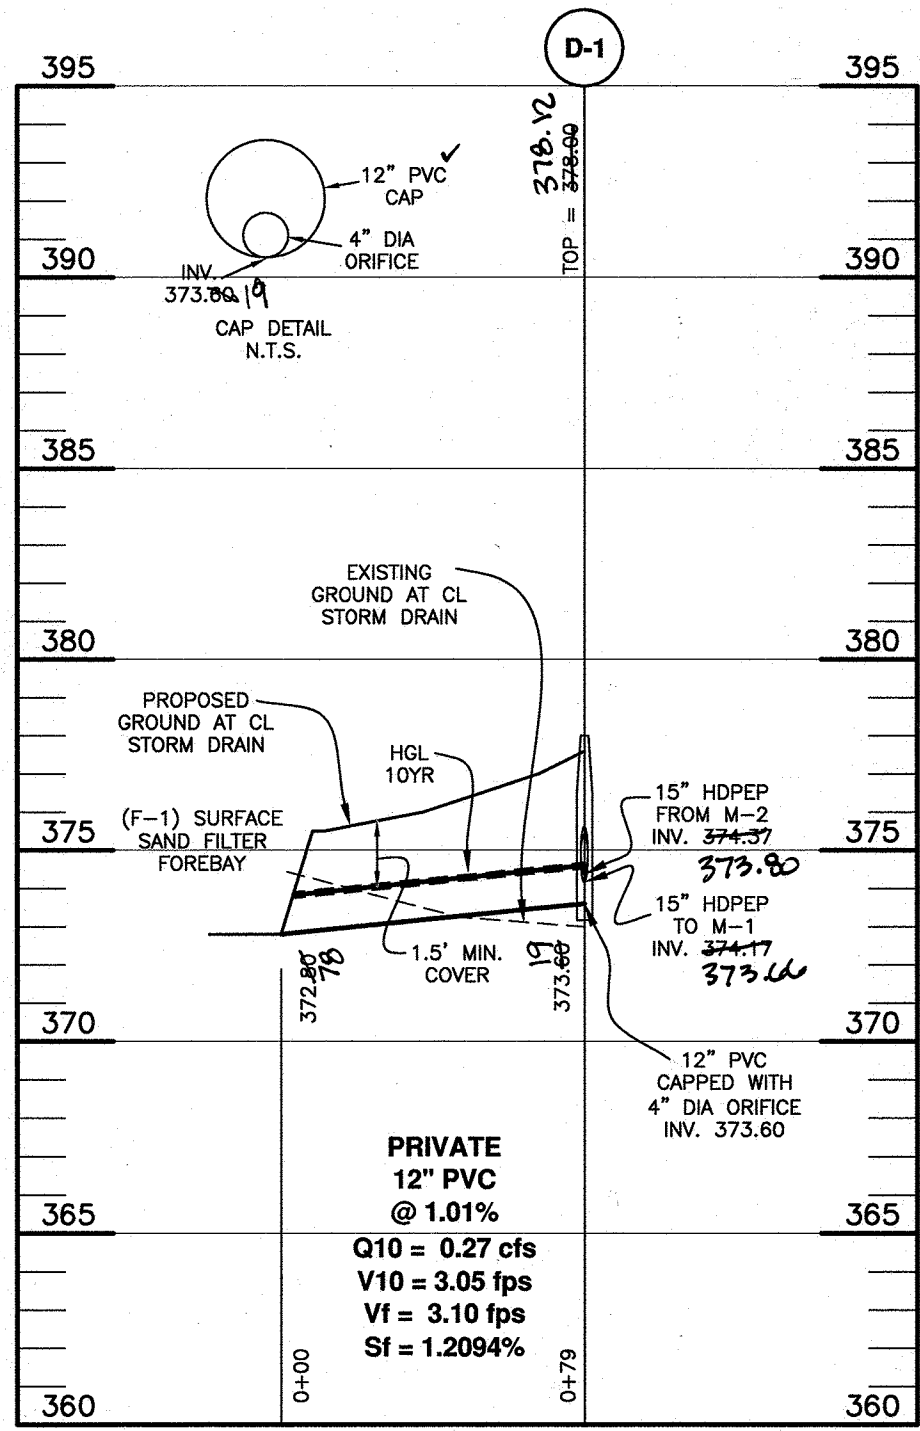 D-1
395
395
TOP = 378.00
378.12
12" PVC ✓
CAP
4" DIA
ORIFICE
INV.
373.60 19
CAP DETAIL
N.T.S.
390
390
385
385
EXISTING
GROUND AT CL
STORM DRAIN
380
380
PROPOSED
GROUND AT CL
STORM DRAIN
HGL
10YR
(F-1) SURFACE
SAND FILTER
FOREBAY
375
375
15" HDPEP
FROM M-2
INV. 374.37
373.80
15" HDPEP
TO M-1
INV. 374.17
373.66
1.5' MIN.
COVER
372.80
78
373.60
19
370
370
12" PVC
CAPPED WITH
4" DIA ORIFICE
INV. 373.60
PRIVATE
12" PVC
@ 1.01%
Q10 = 0.27 cfs
V10 = 3.05 fps
Vf = 3.10 fps
Sf = 1.2094%
365
365
0+00
0+79
360
360